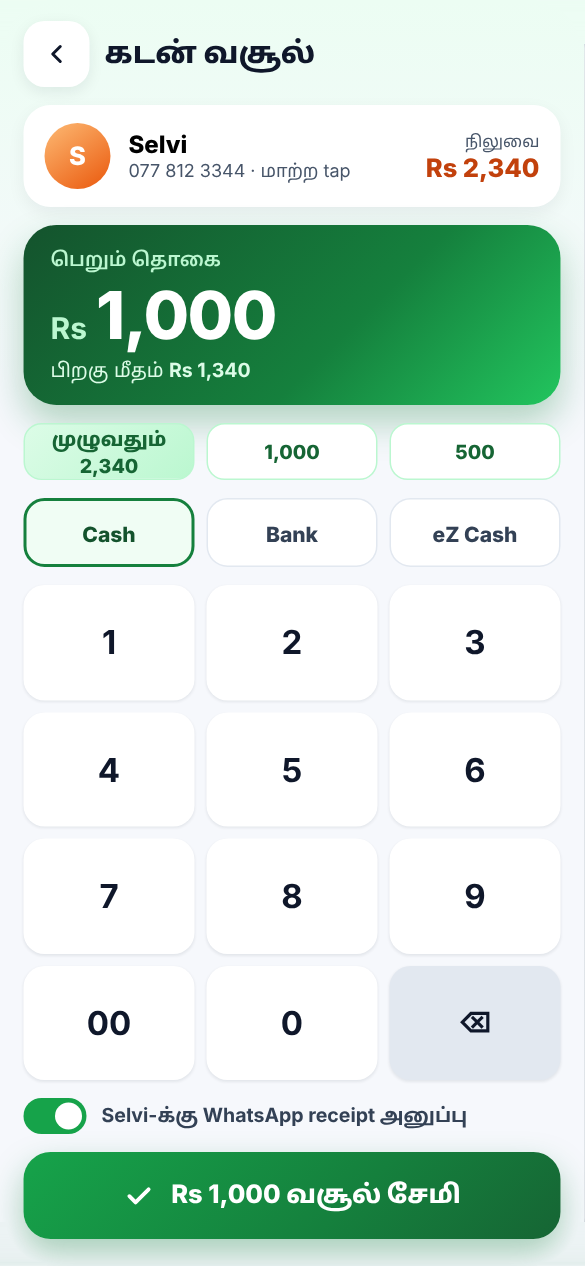 கடன் வசூல்
S
Selvi
077 812 3344 · மாற்ற tap
நிலுவை
Rs 2,340
பெறும் தொகை
Rs 1,000
பிறகு மீதம் Rs 1,340
முழுவதும்
2,340
1,000
500
Cash
Bank
eZ Cash
1
2
3
4
5
6
7
8
9
00
0
Selvi-க்கு WhatsApp receipt அனுப்பு
Rs 1,000 வசூல் சேமி